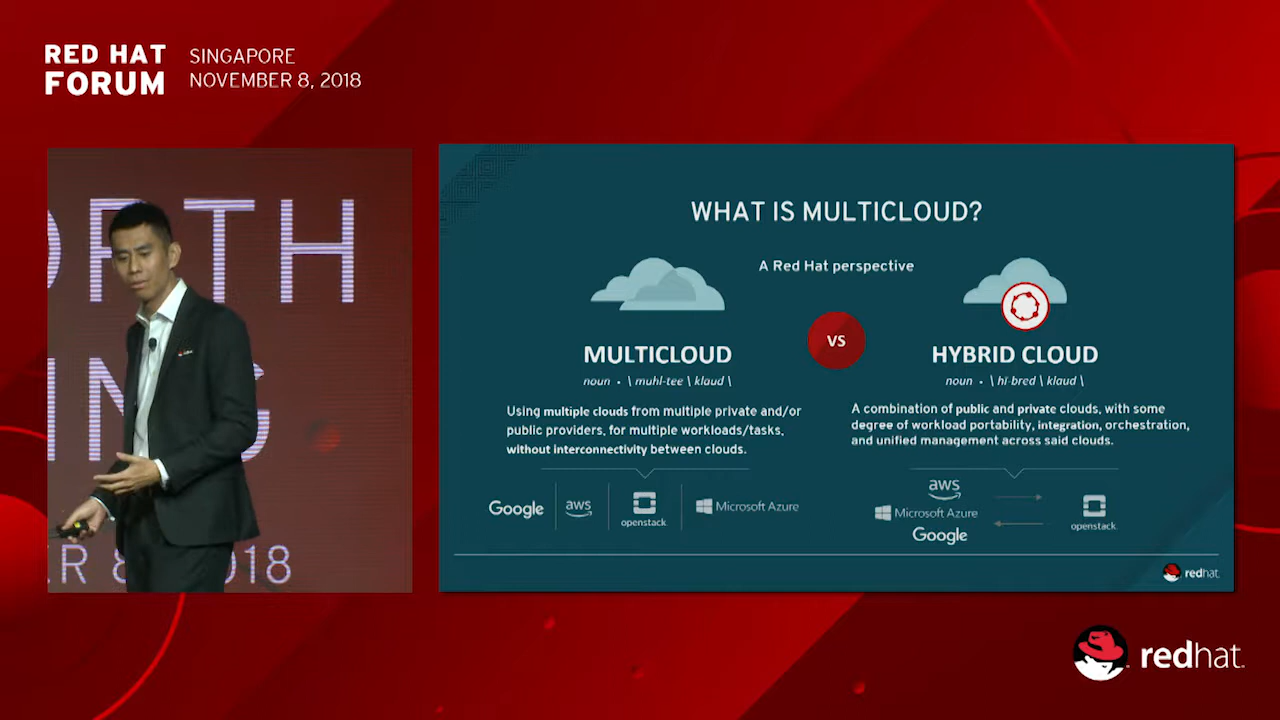 RED HAT
FORUM
SINGAPORE
NOVEMBER 8, 2018
WHAT IS MULTICLOUD?
A Red Hat perspective
VS
MULTICLOUD
noun • \ muhl-tee \ klaud \
Using multiple clouds from multiple private and/or
public providers, for multiple workloads/tasks,
without interconnectivity between clouds.
Google
aws
openstack
Microsoft Azure
HYBRID CLOUD
noun • \ hi-bred \ klaud \
A combination of public and private clouds, with some
degree of workload portability, integration, orchestration,
and unified management across said clouds.
aws
Microsoft Azure
Google
openstack
redhat.
TH
R 8 018
redhat.